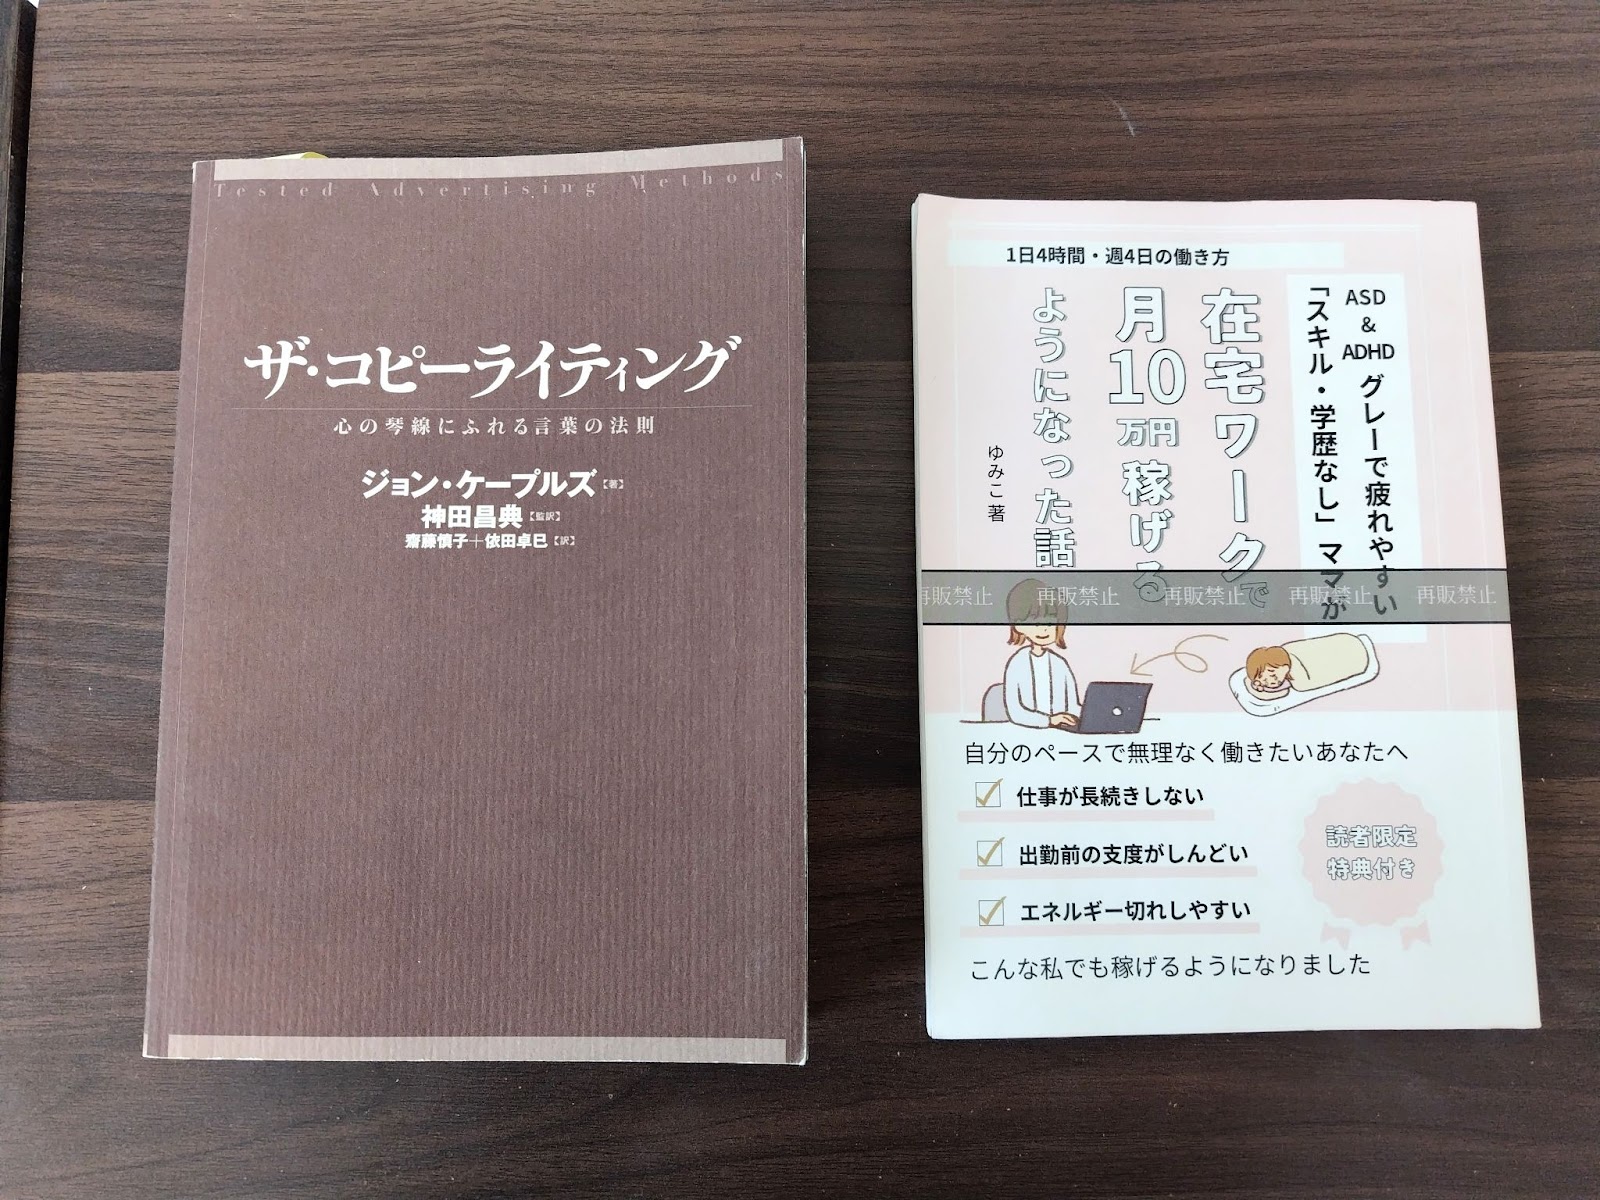 Tested Advertising Methods
ザ・コピーライティング
心の琴線にふれる言葉の法則
ジョン・ケープルズ【著】
神田昌典【監訳】
齋藤慎子＋依田卓巳【訳】
1日4時間・週4日の働き方
ASD & ADHD グレーで疲れやすい
「スキル・学歴なし」ママが
在宅ワークで
月10万円稼げる
ようになった話
ゆみこ 著
再販禁止 再販禁止 再販禁止 再販禁止 再販禁止
自分のペースで無理なく働きたいあなたへ
仕事が長続きしない
出勤前の支度がしんどい
エネルギー切れしやすい
読者限定
特典付き
こんな私でも稼げるようになりました